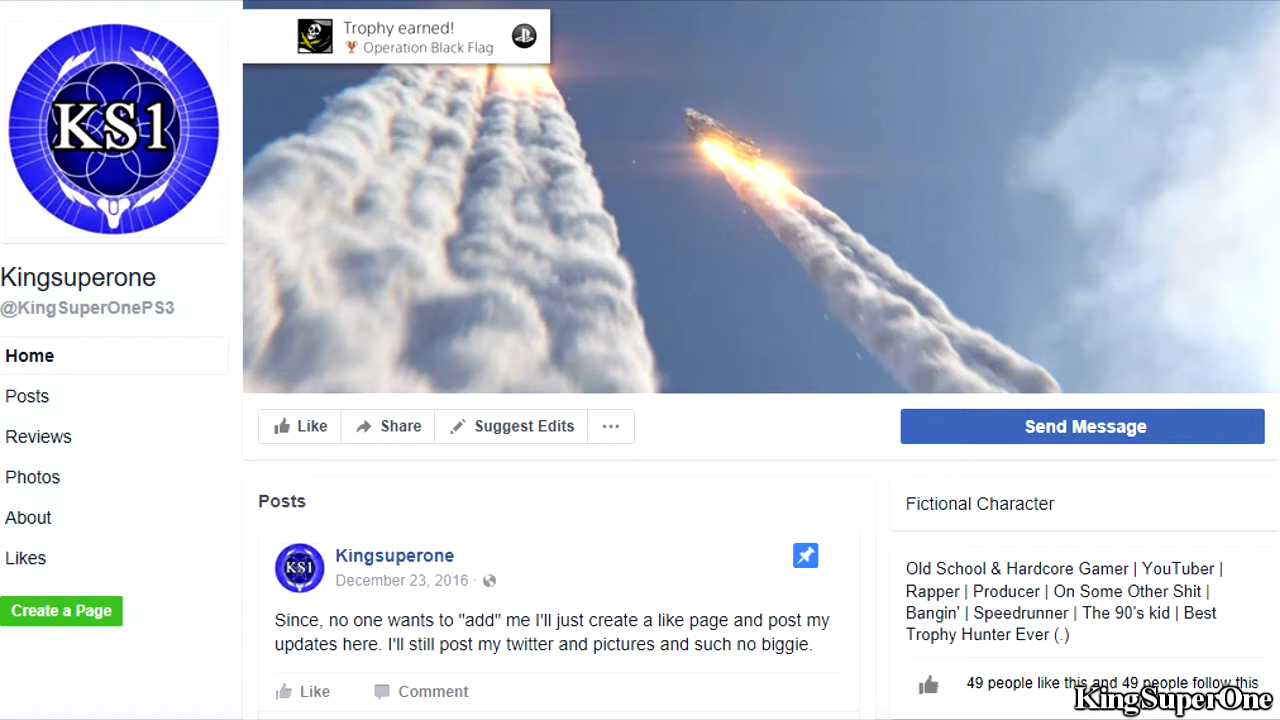 Trophy earned!
Operation Black Flag
KS1
Kingsuperone
@KingSuperOnePS3
Home
Posts
Reviews
Photos
About
Likes
Create a Page
Like
Share
Suggest Edits
Send Message
Posts
KS1
Kingsuperone
December 23, 2016 ·
Since, no one wants to "add" me I'll just create a like page and post my
updates here. I'll still post my twitter and pictures and such no biggie.
Like
Comment
Fictional Character
Old School & Hardcore Gamer | YouTuber |
Rapper | Producer | On Some Other Shit |
Bangin' | Speedrunner | The 90's kid | Best
Trophy Hunter Ever (.)
49 people like this and 49 people follow this
KingSuperOne